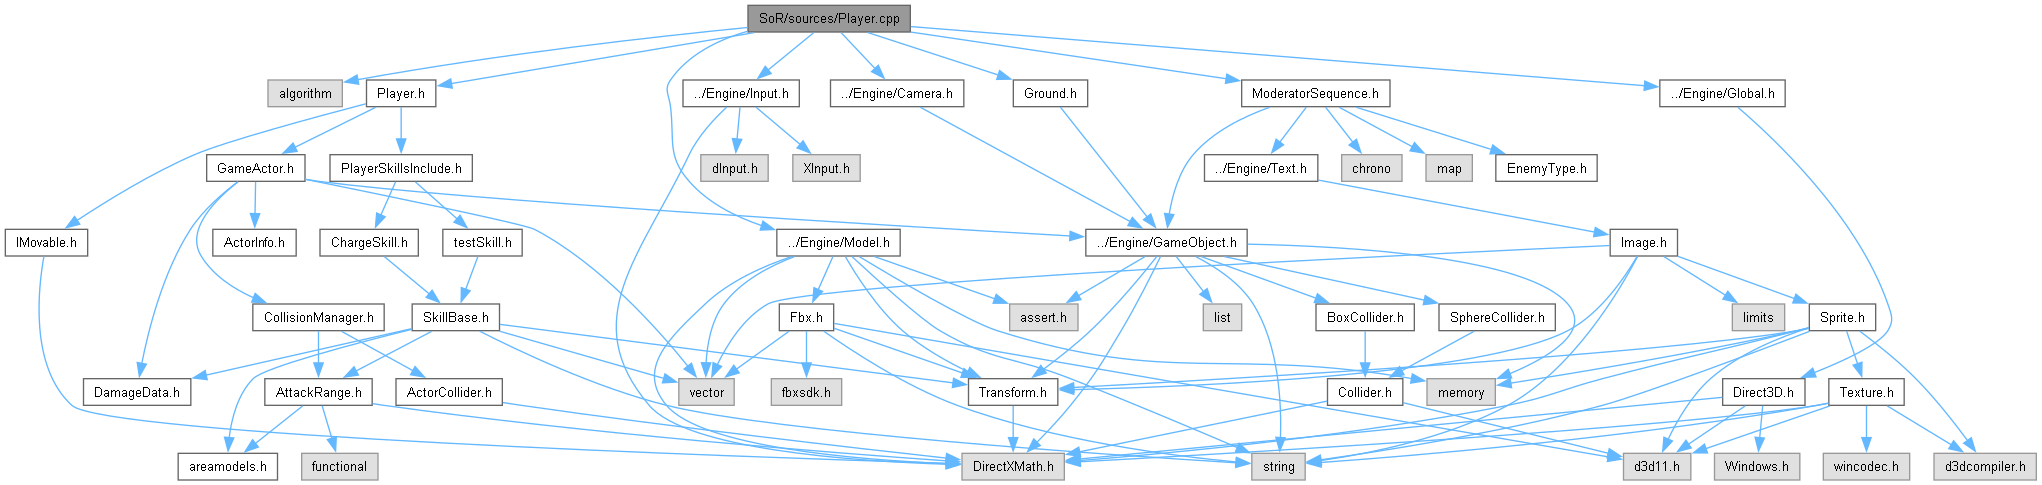 SoR/sources/Player.cpp
algorithm
Player.h
../Engine/Input.h
../Engine/Camera.h
Ground.h
ModeratorSequence.h
../Engine/Global.h
GameActor.h
PlayerSkillsInclude.h
dInput.h
XInput.h
../Engine/Text.h
chrono
map
EnemyType.h
IMovable.h
ActorInfo.h
ChargeSkill.h
testSkill.h
../Engine/Model.h
../Engine/GameObject.h
Image.h
CollisionManager.h
SkillBase.h
Fbx.h
assert.h
list
BoxCollider.h
SphereCollider.h
limits
Sprite.h
DamageData.h
AttackRange.h
ActorCollider.h
vector
fbxsdk.h
Transform.h
Collider.h
memory
Direct3D.h
Texture.h
areamodels.h
functional
DirectXMath.h
string
d3d11.h
Windows.h
wincodec.h
d3dcompiler.h